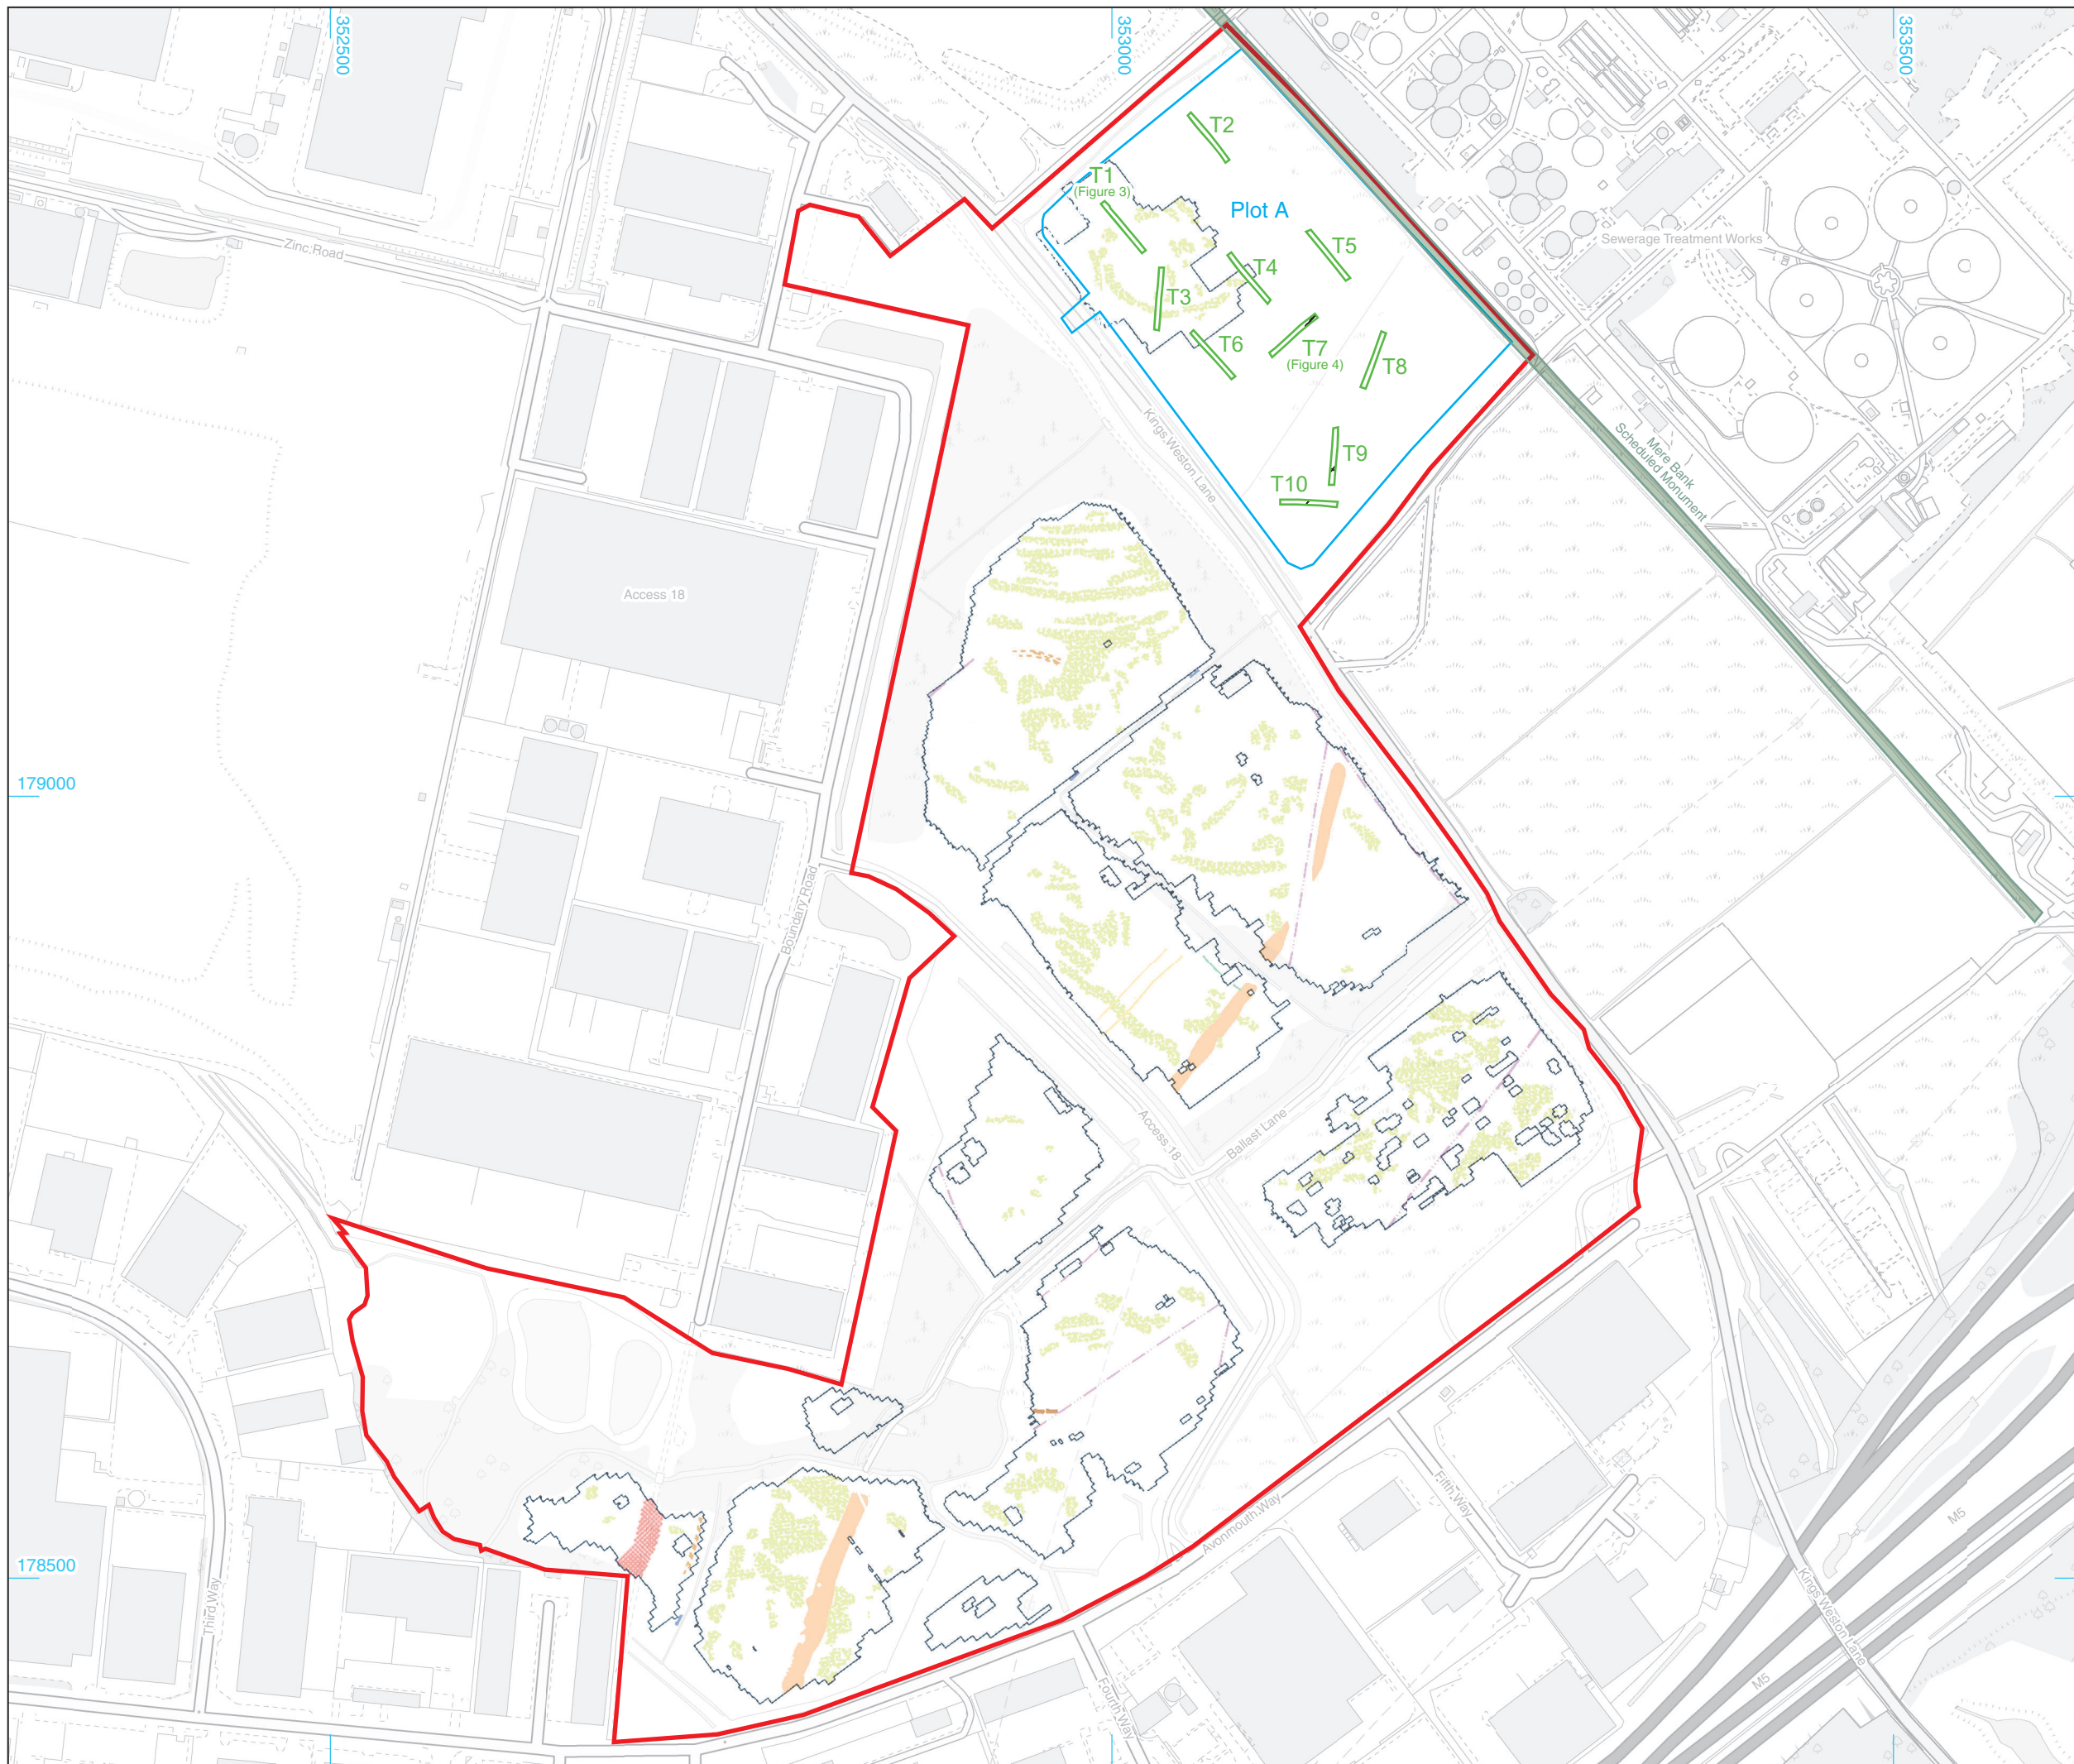 352500
353000
353500
T2
T1
(Figure 3)
Plot A
T5
Sewerage Treatment Works
Zinc Road
T4
T3
T6
T7
(Figure 4)
T8
Kings Weston Lane
Mere Bank
Scheduled Monument
T9
T10
Access 18
179000
Boundary Road
Access 18
Ballast Lane
Avonmouth Way
Fifth Way
M5
178500
Third Way
Kings Weston Lane
M5
Fourth Way